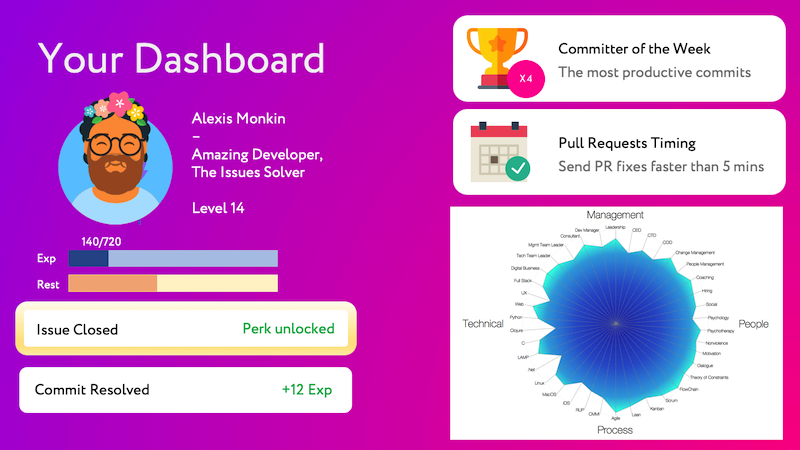 Your Dashboard
Alexis Monkin
–
Amazing Developer,
The Issues Solver
Level 14
140/720
Exp
Rest
Issue Closed
Perk unlocked
Commit Resolved
+12 Exp
X4
Committer of the Week
The most productive commits
Pull Requests Timing
Send PR fixes faster than 5 mins
Management
Leadership
CEO
CTO
COO
Change Management
People Management
Coaching
Hiring
Social
Psychology
People
Psychotherapy
Nonviolence
Motivation
Dialogue
Theory of Constraints
FlowChain
Scrum
Kanban
Lean
Agile
Process
CMMI
RUP
iOS
MacOS
Linux
.Net
LAMP
C
Clojure
Technical
Python
Web
UX
Full Stack
Digital Business
Tech Team Leader
Mgmt Team Leader
Consultant
Dev Manager